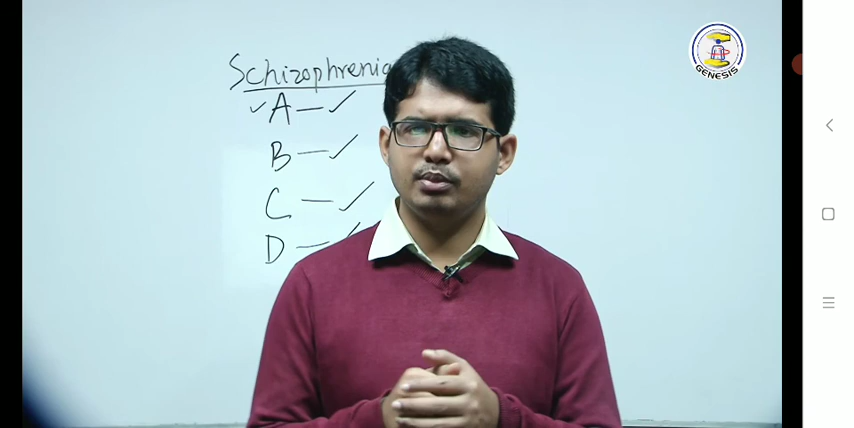 Schizophrenia
✓ A – ✓
B – ✓
C – ✓
D – ✓
GENESIS